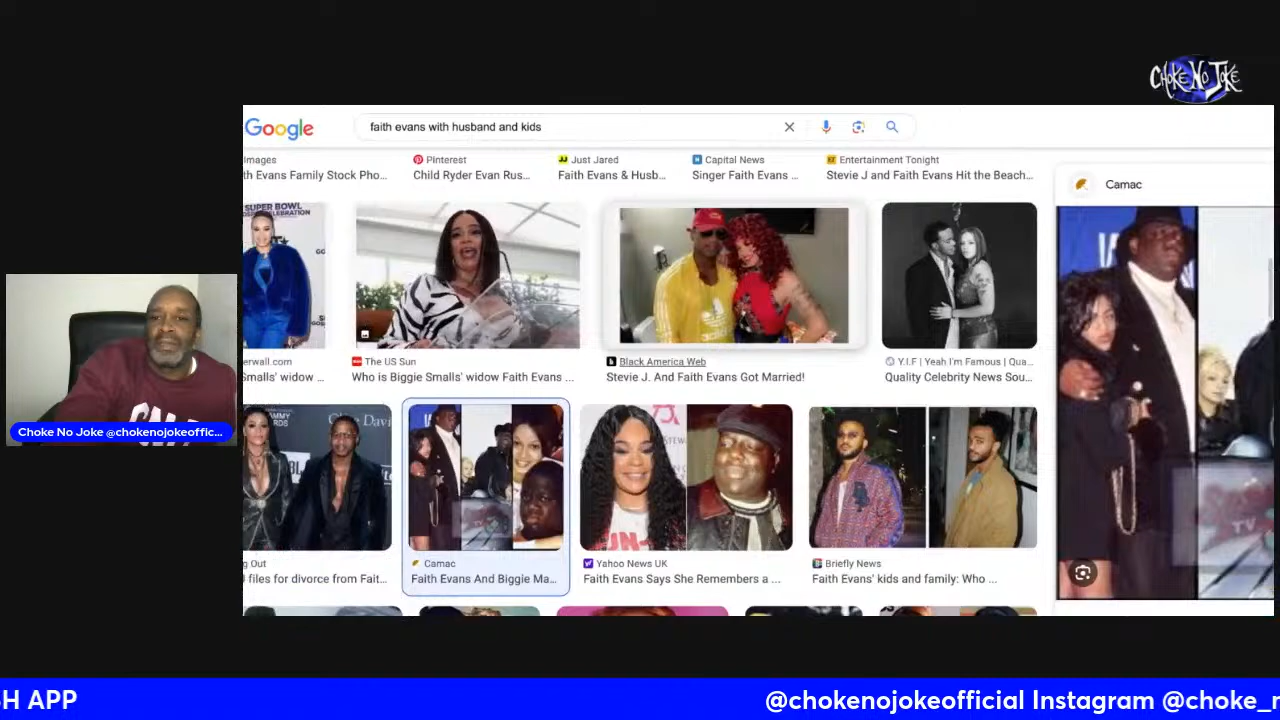 CHOKE NO JOKE
Google
faith evans with husband and kids
Images
Pinterest
Just Jared
Capital News
Entertainment Tonight
th Evans Family Stock Pho...
Child Ryder Evan Rus...
Faith Evans & Husb...
Singer Faith Evans ...
Stevie J and Faith Evans Hit the Beach...
Camac
SUPER BOWL
erwall.com
The US Sun
Black America Web
Y.I.F | Yeah I'm Famous | Qua...
Smalls' widow ...
Who is Biggie Smalls' widow Faith Evans ...
Stevie J. And Faith Evans Got Married!
Quality Celebrity News Sou...
Choke No Joke @chokenojokeoffic...
TV
g Out
Camac
Yahoo News UK
Briefly News
J files for divorce from Fait...
Faith Evans And Biggie Ma...
Faith Evans Says She Remembers a ...
Faith Evans' kids and family: Who ...
SH APP
@chokenojokeofficial Instagram @choke_